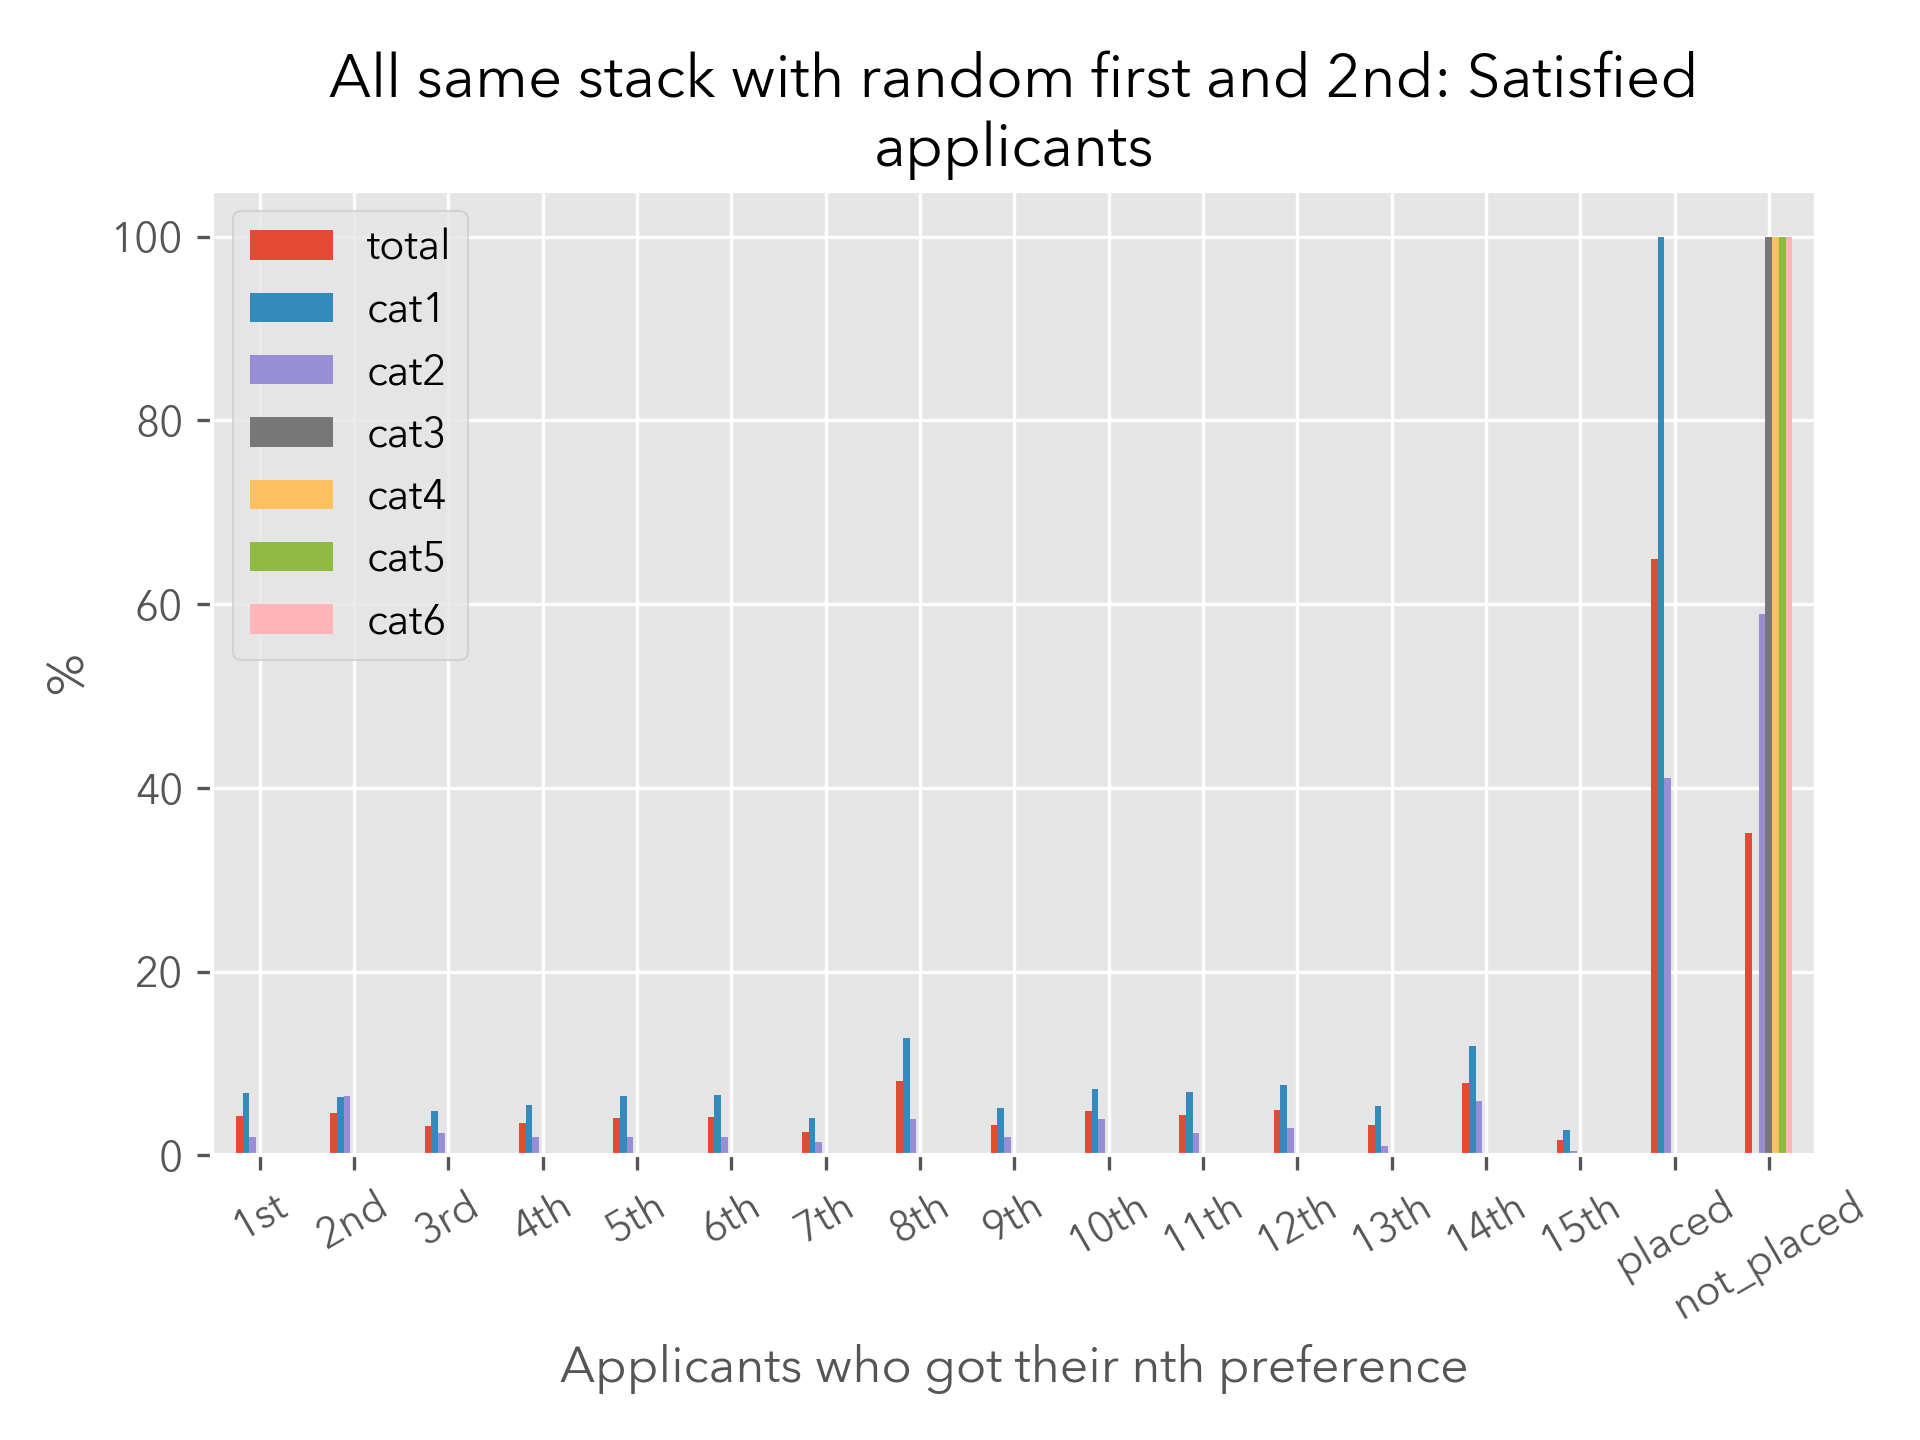 All same stack with random first and 2nd: Satisfied
applicants
100
80
60
40
20
0
%
total
cat1
cat2
cat3
cat4
cat5
cat6
1st
2nd
3rd
4th
5th
6th
7th
8th
9th
10th
11th
12th
13th
14th
15th
placed
not_placed
Applicants who got their nth preference